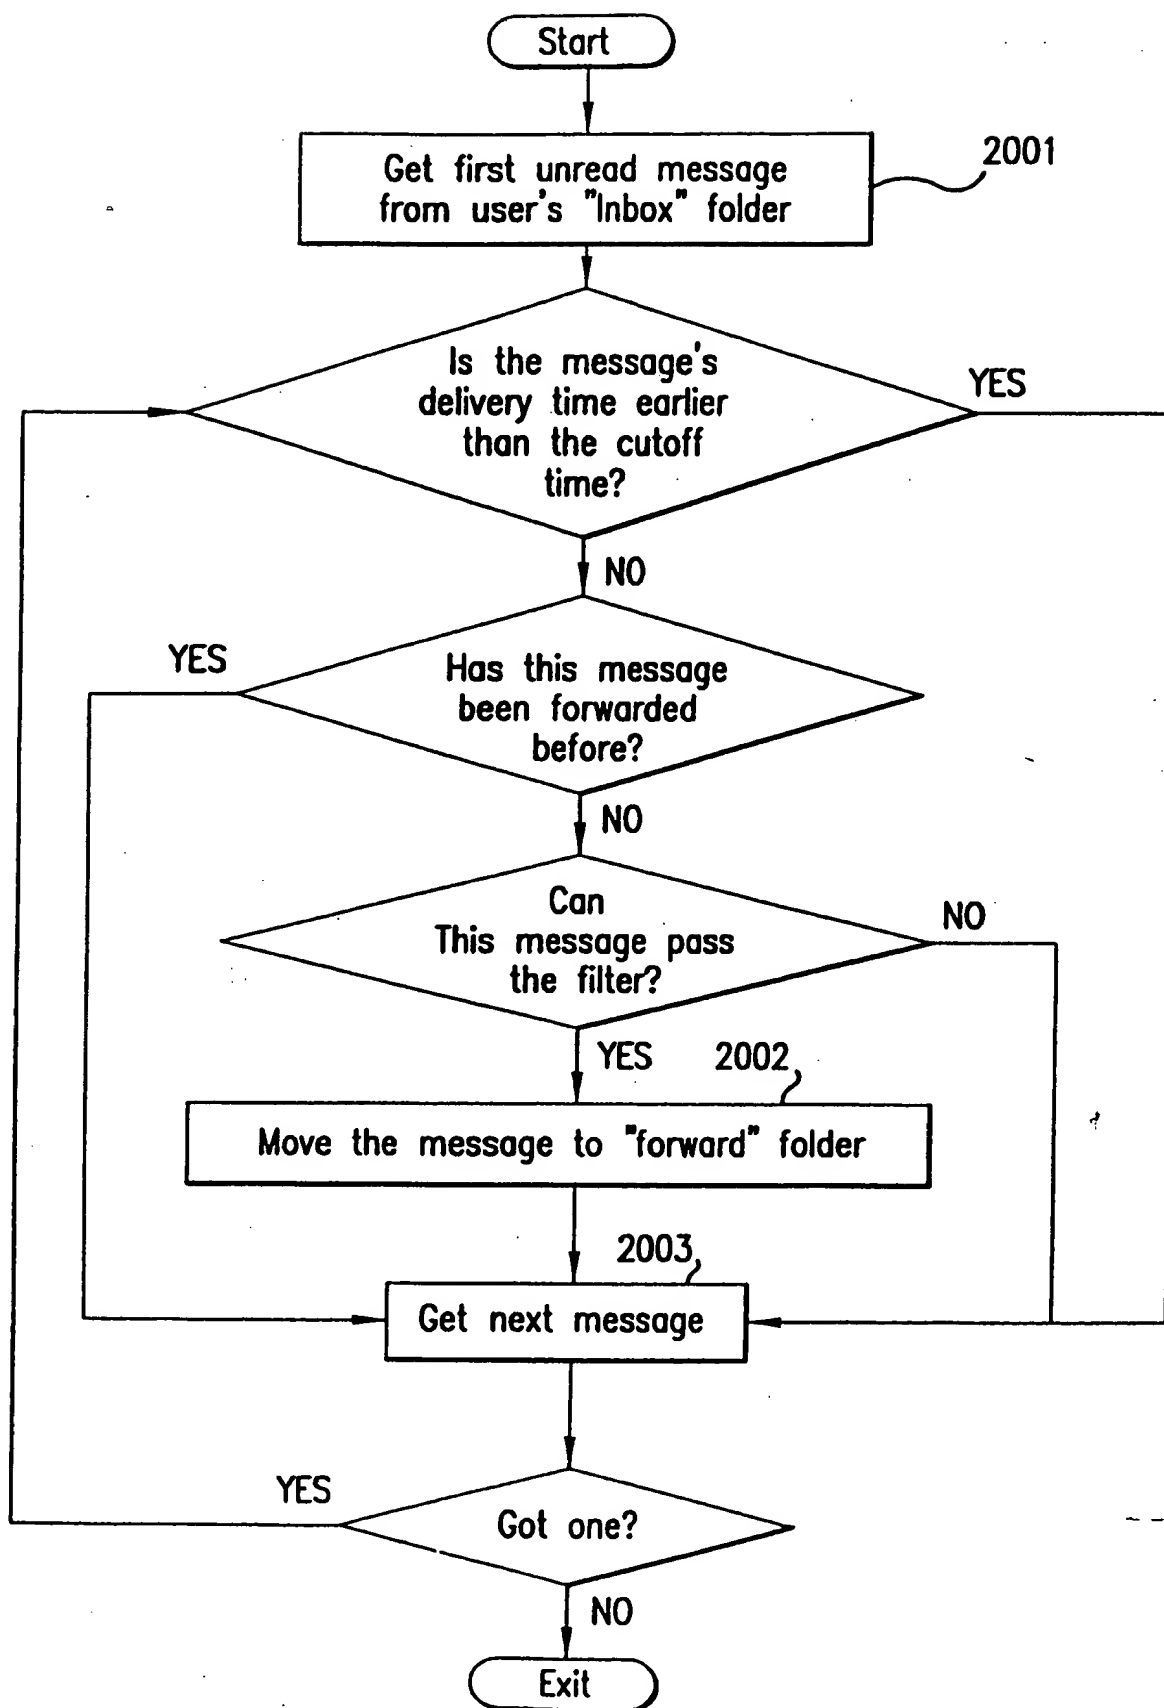 Start
Get first unread message
from user's "Inbox" folder
2001
Is the message's
delivery time earlier
than the cutoff
time?
YES
NO
YES
Has this message
been forwarded
before?
NO
Can
This message pass
the filter?
NO
YES
2002
Move the message to "forward" folder
2003
Get next message
YES
Got one?
NO
Exit